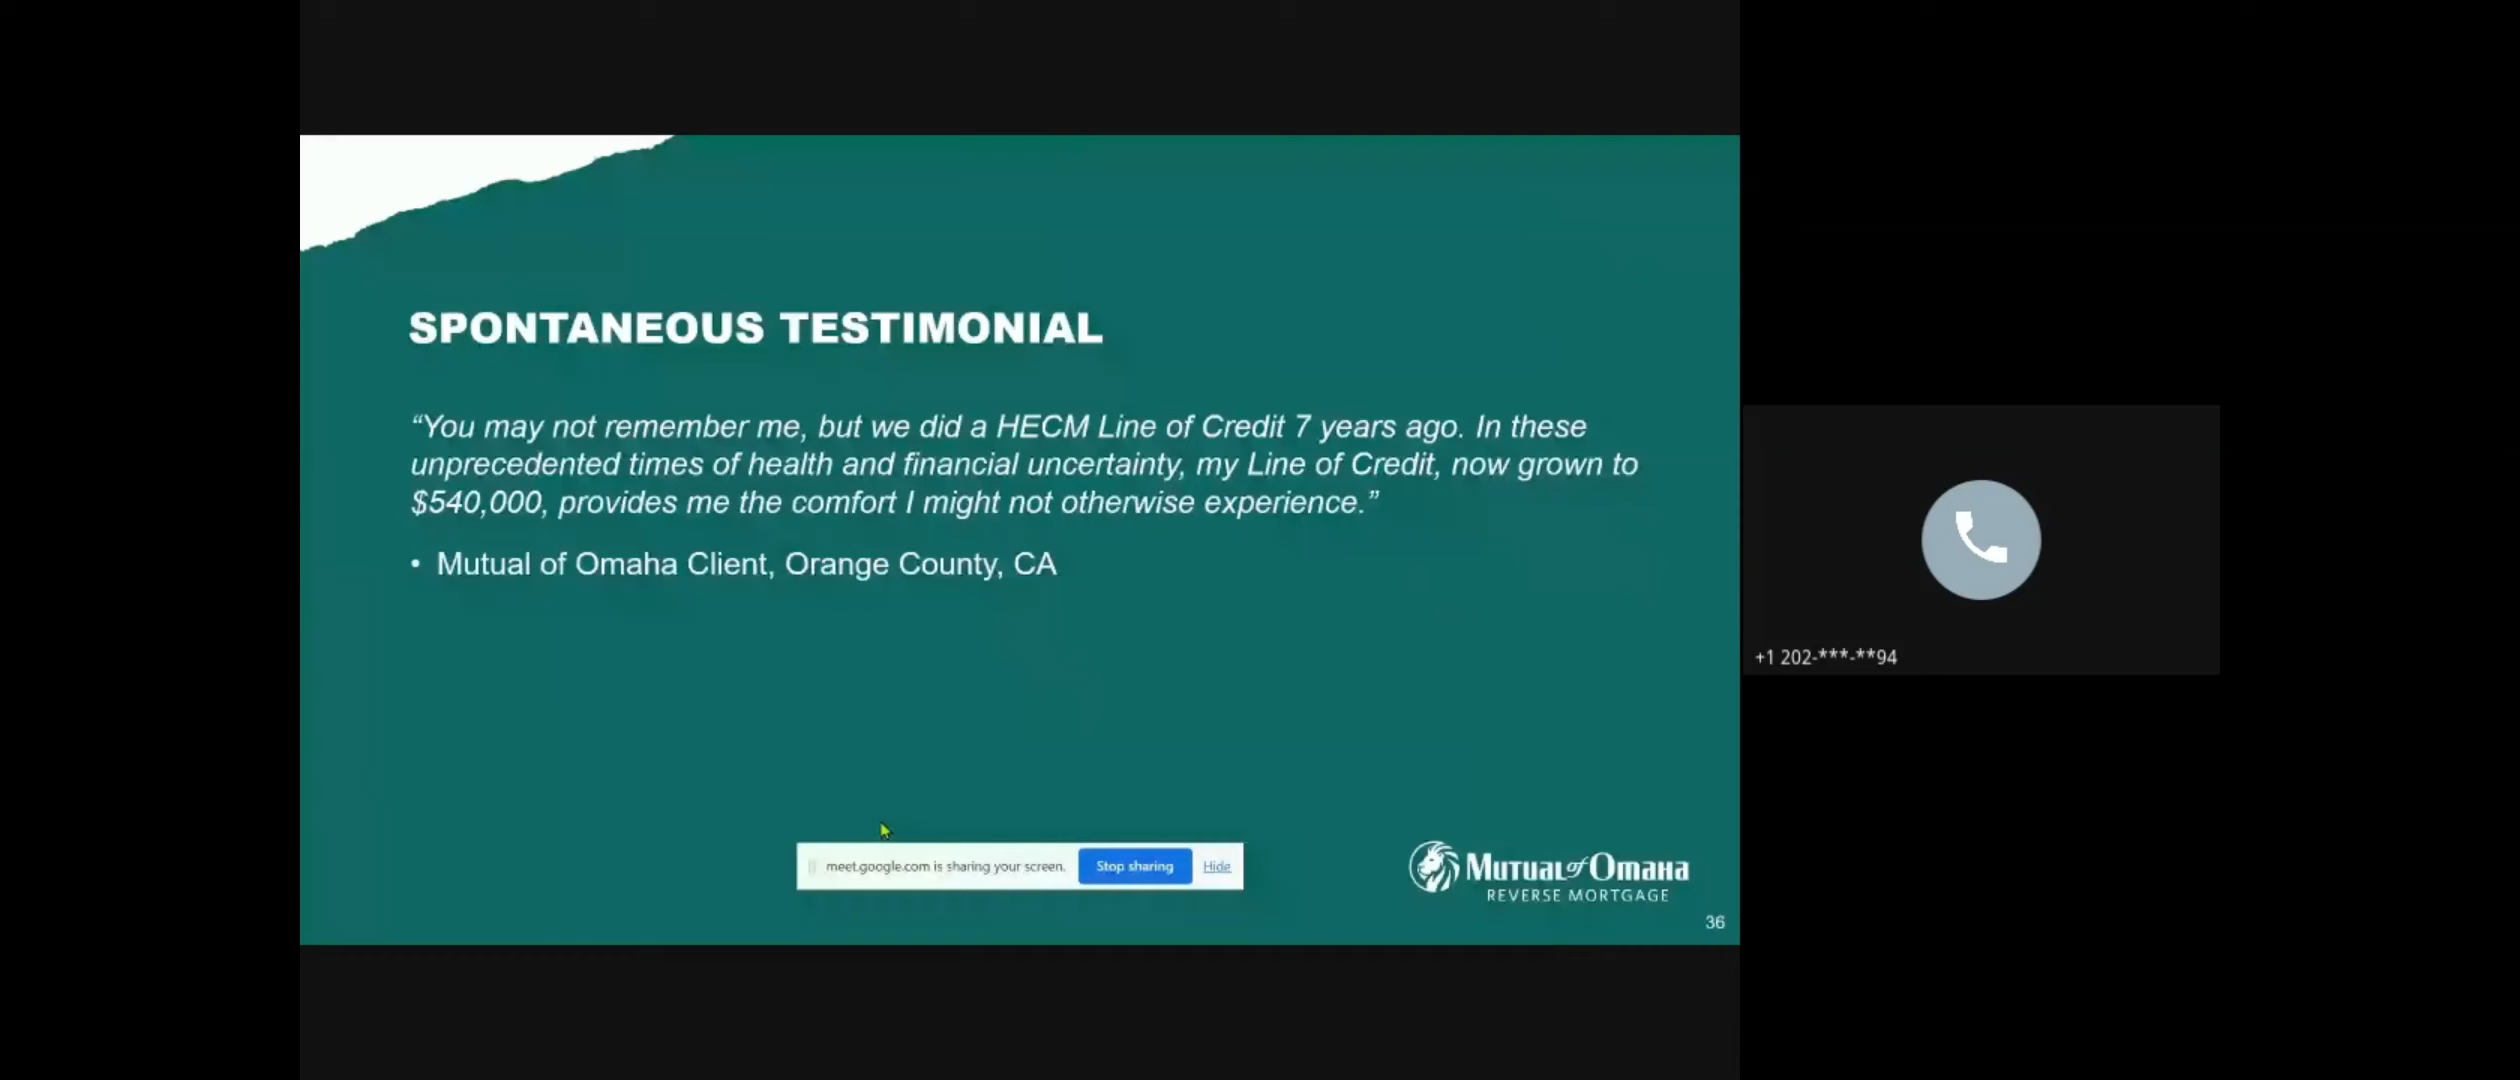 SPONTANEOUS TESTIMONIAL
“You may not remember me, but we did a HECM Line of Credit 7 years ago. In these
unprecedented times of health and financial uncertainty, my Line of Credit, now grown to
$540,000, provides me the comfort I might not otherwise experience.”
• Mutual of Omaha Client, Orange County, CA
+1 202-***-**94
meet.google.com is sharing your screen. Stop sharing Hide
Mutual of Omaha
REVERSE MORTGAGE
36